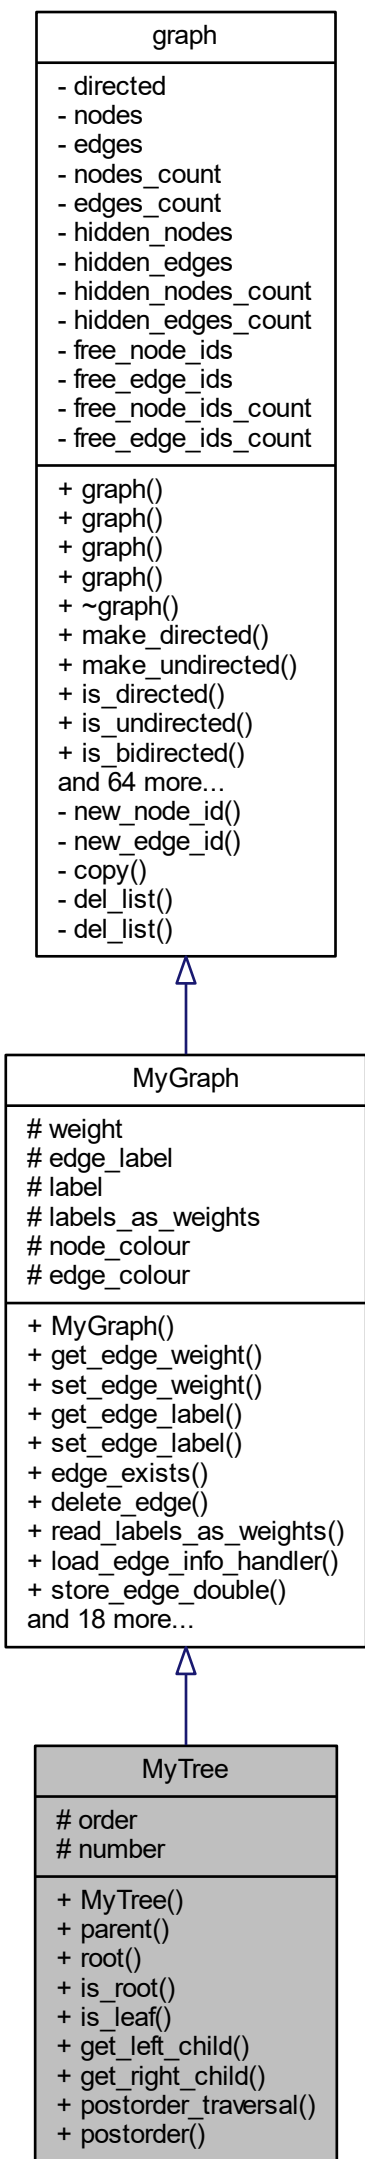 graph
- directed
- nodes
- edges
- nodes_count
- edges_count
- hidden_nodes
- hidden_edges
- hidden_nodes_count
- hidden_edges_count
- free_node_ids
- free_edge_ids
- free_node_ids_count
- free_edge_ids_count
+ graph()
+ graph()
+ graph()
+ graph()
+ ~graph()
+ make_directed()
+ make_undirected()
+ is_directed()
+ is_undirected()
+ is_bidirected()
and 64 more...
- new_node_id()
- new_edge_id()
- copy()
- del_list()
- del_list()
MyGraph
# weight
# edge_label
# label
# labels_as_weights
# node_colour
# edge_colour
+ MyGraph()
+ get_edge_weight()
+ set_edge_weight()
+ get_edge_label()
+ set_edge_label()
+ edge_exists()
+ delete_edge()
+ read_labels_as_weights()
+ load_edge_info_handler()
+ store_edge_double()
and 18 more...
MyTree
# order
# number
+ MyTree()
+ parent()
+ root()
+ is_root()
+ is_leaf()
+ get_left_child()
+ get_right_child()
+ postorder_traversal()
+ postorder()